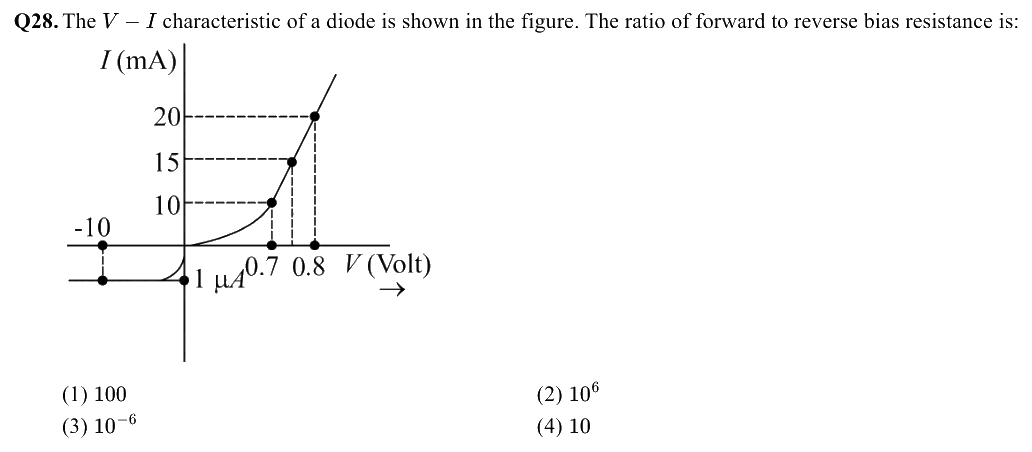 Q28. The V − I characteristic of a diode is shown in the figure. The ratio of forward to reverse bias resistance is:
I (mA)
20
15
10
-10
1 μA 0.7 0.8 V (Volt)
→
(1) 100 (2) 10⁶
(3) 10⁻⁶ (4) 10